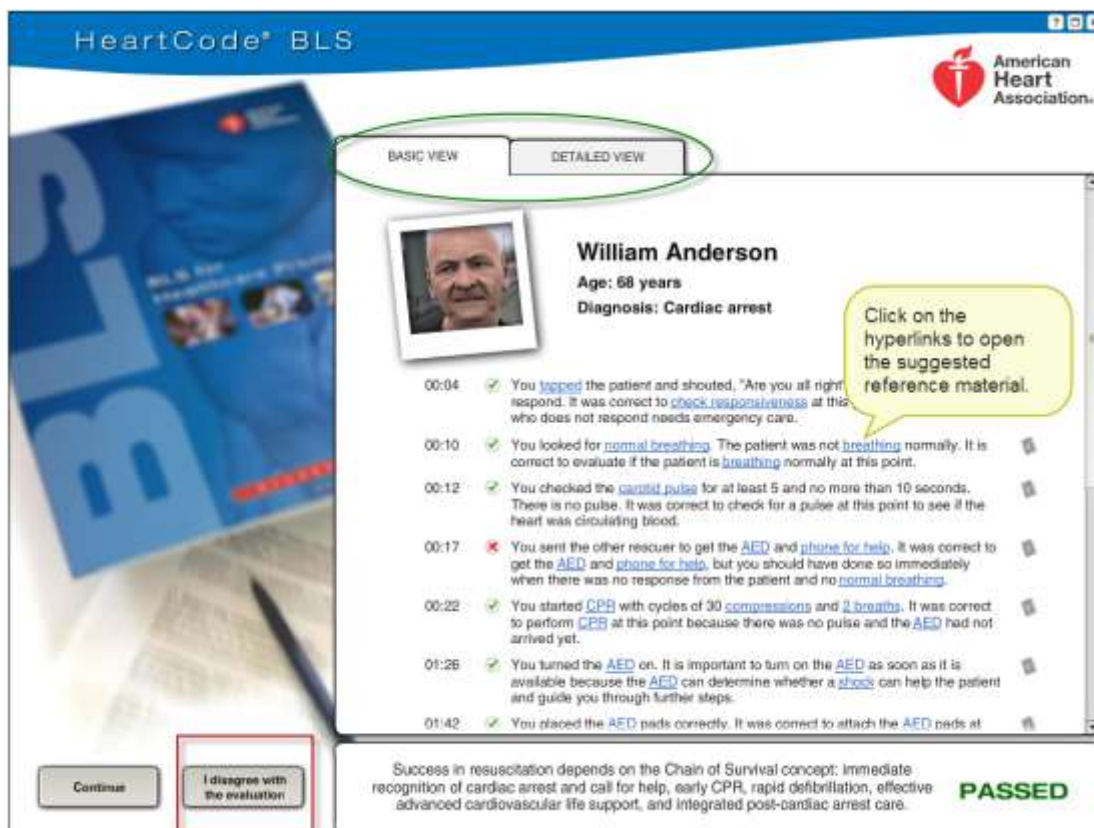 HeartCode® BLS
American
Heart
Association®
BLS
BLS for
Healthcare
BASIC VIEW
DETAILED VIEW
William Anderson
Age: 68 years
Diagnosis: Cardiac arrest
Click on the
hyperlinks to open
the suggested
reference material.
00:04 You tapped the patient and shouted, "Are you all right
respond. It was correct to check responsiveness at this
who does not respond needs emergency care.
00:10 You looked for normal breathing. The patient was not breathing normally. It is
correct to evaluate if the patient is breathing normally at this point.
00:12 You checked the carotid pulse for at least 5 and no more than 10 seconds.
There is no pulse. It was correct to check for a pulse at this point to see if the
heart was circulating blood.
00:17 You sent the other rescuer to get the AED and phone for help. It was correct to
get the AED and phone for help, but you should have done so immediately
when there was no response from the patient and no normal breathing.
00:22 You started CPR with cycles of 30 compressions and 2 breaths. It was correct
to perform CPR at this point because there was no pulse and the AED had not
arrived yet.
01:26 You turned the AED on. It is important to turn on the AED as soon as it is
available because the AED can determine whether a shock can help the patient
and guide you through further steps.
01:42 You placed the AED pads correctly. It was correct to attach the AED pads at
Continue
I disagree with
the evaluation
Success in resuscitation depends on the Chain of Survival concept: Immediate
recognition of cardiac arrest and call for help, early CPR, rapid defibrillation, effective
advanced cardiovascular life support, and integrated post-cardiac arrest care.
PASSED